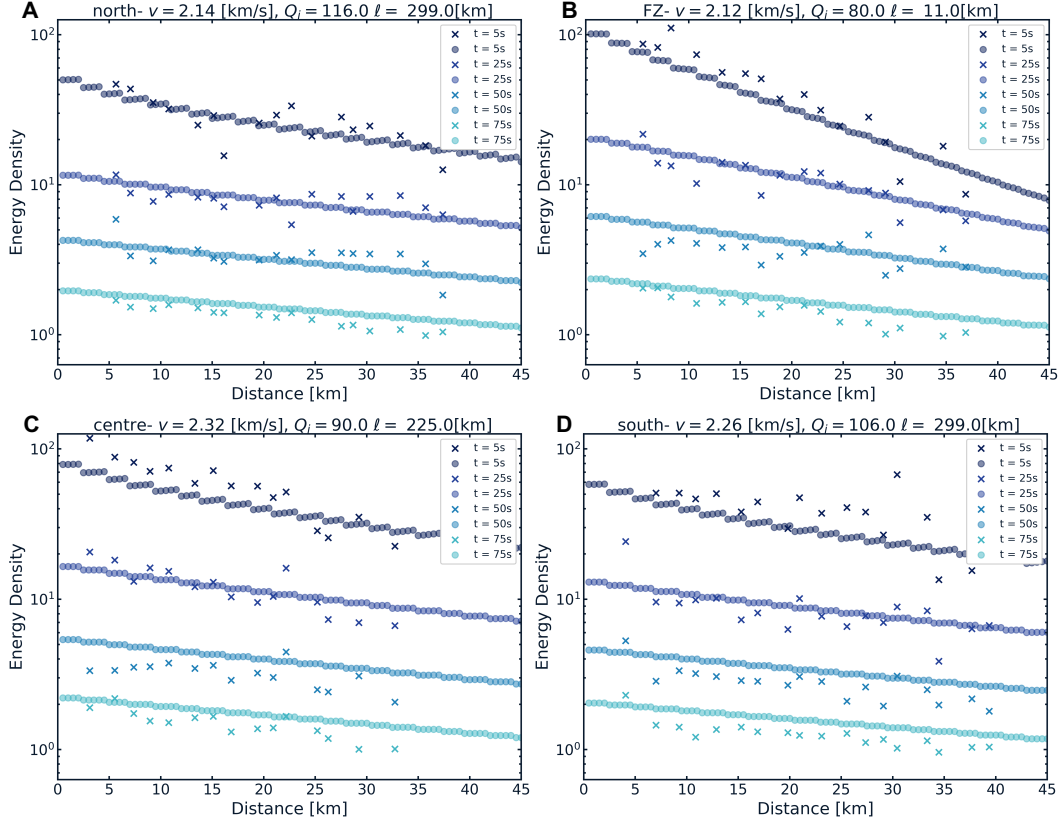 A
north- v = 2.14 [km/s], Qi = 116.0 ℓ = 299.0[km]
10²
10¹
10⁰
Energy Density
t = 5s
t = 5s
t = 25s
t = 25s
t = 50s
t = 50s
t = 75s
t = 75s
0 5 10 15 20 25 30 35 40 45
Distance [km]
B
FZ- v = 2.12 [km/s], Qi = 80.0 ℓ = 11.0[km]
10²
10¹
10⁰
Energy Density
t = 5s
t = 5s
t = 25s
t = 25s
t = 50s
t = 50s
t = 75s
t = 75s
0 5 10 15 20 25 30 35 40 45
Distance [km]
C
centre- v = 2.32 [km/s], Qi = 90.0 ℓ = 225.0[km]
10²
10¹
10⁰
Energy Density
t = 5s
t = 5s
t = 25s
t = 25s
t = 50s
t = 50s
t = 75s
t = 75s
0 5 10 15 20 25 30 35 40 45
Distance [km]
D
south- v = 2.26 [km/s], Qi = 106.0 ℓ = 299.0[km]
10²
10¹
10⁰
Energy Density
t = 5s
t = 5s
t = 25s
t = 25s
t = 50s
t = 50s
t = 75s
t = 75s
0 5 10 15 20 25 30 35 40 45
Distance [km]